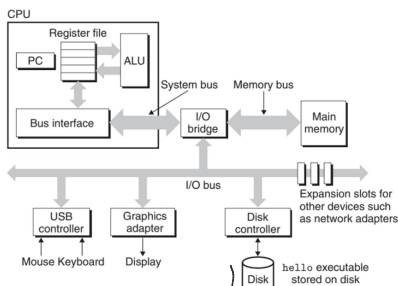 CPU
Register file
PC
ALU
System bus
Memory bus
Bus interface
I/O
bridge
Main
memory
I/O bus
Expansion slots for
other devices such
as network adapters
USB
controller
Graphics
adapter
Disk
controller
Mouse Keyboard
Display
Disk
hello executable
stored on disk